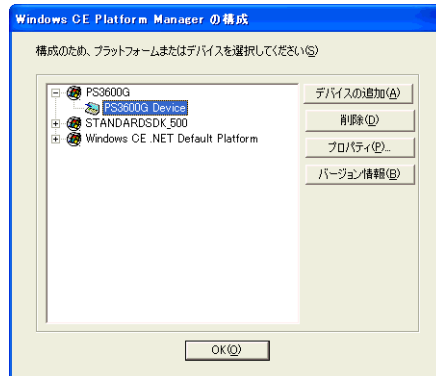 Windows CE Platform Manager の構成
構成のため、プラットフォームまたはデバイスを選択してください(S)
PS3600G
PS3600G Device
STANDARDSDK_500
Windows CE .NET Default Platform
デバイスの追加(A)
削除(D)
プロパティ(P)...
バージョン情報(B)
OK(O)